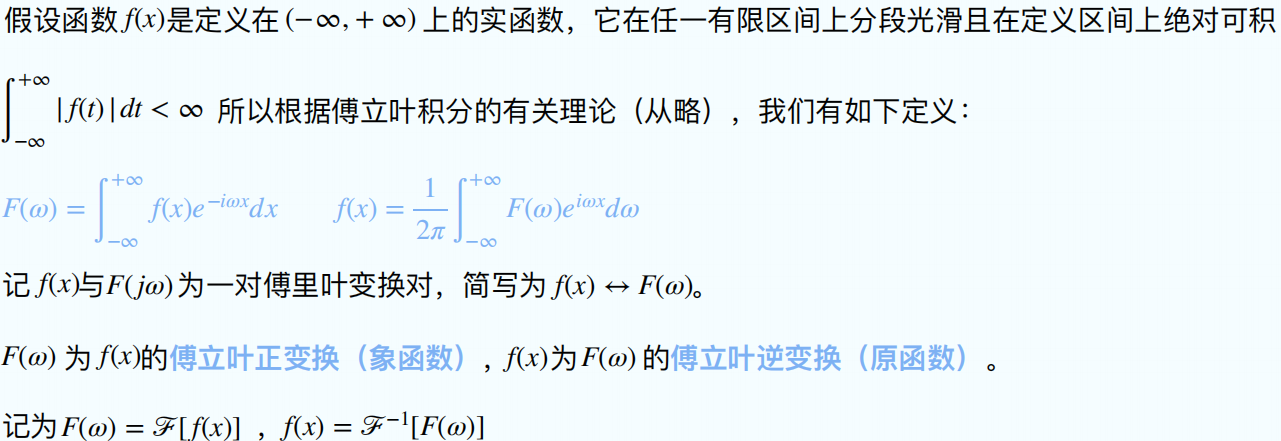 假设函数 f(x)是定义在 (−∞, + ∞) 上的实函数，它在任一有限区间上分段光滑且在定义区间上绝对可积
∫_{−∞}^{+∞} |f(t)| dt < ∞ 所以根据傅立叶积分的有关理论（从略），我们有如下定义：
F(ω) = ∫_{−∞}^{+∞} f(x)e^{−iωx}dx f(x) = \frac{1}{2π} ∫_{−∞}^{+∞} F(ω)e^{iωx}dω
记 f(x)与F(jω)为一对傅里叶变换对，简写为 f(x) ↔ F(ω)。
F(ω) 为 f(x)的傅立叶正变换（象函数），f(x)为 F(ω) 的傅立叶逆变换（原函数）。
记为 F(ω) = ℱ[f(x)] ，f(x) = ℱ^{−1}[F(ω)]